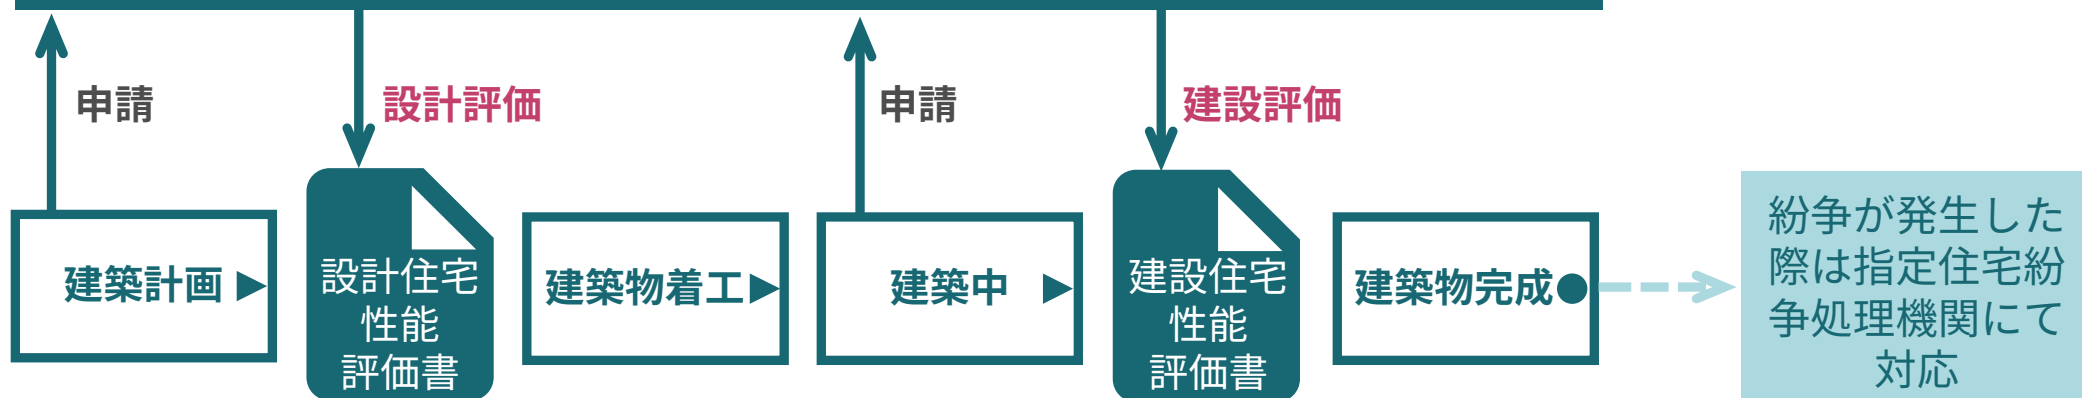 申請
設計評価
申請
建設評価
建築計画
設計住宅
性能
評価書
建築物着工
建築中
建設住宅
性能
評価書
建築物完成
紛争が発生した
際は指定住宅紛
争処理機関にて
対応